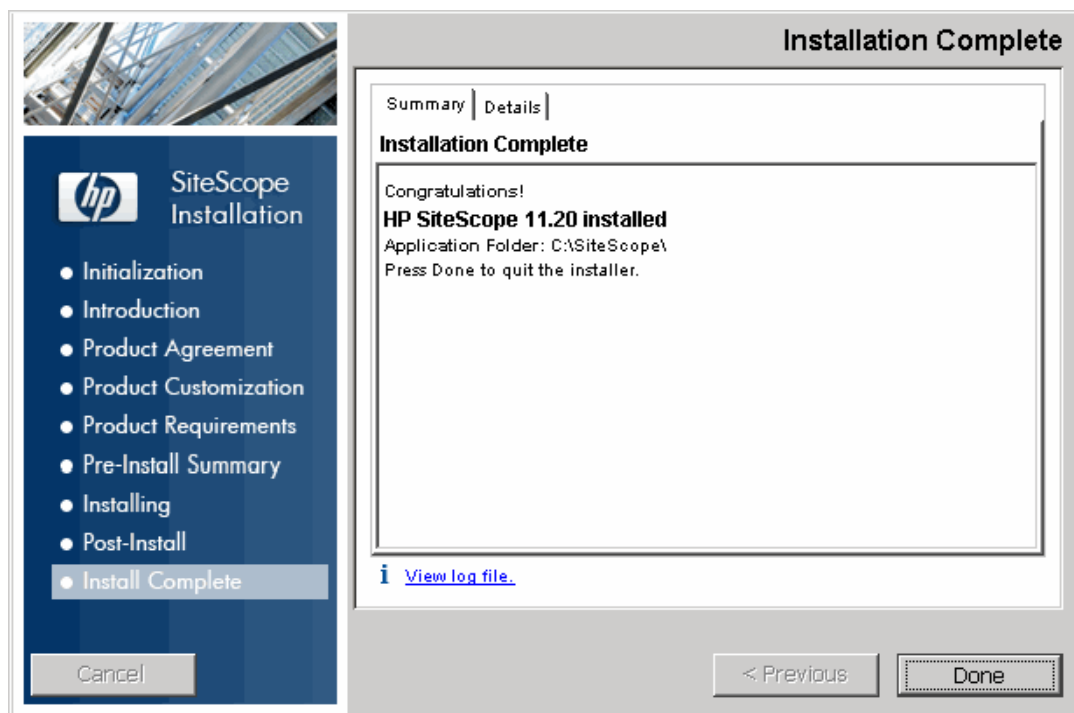 Installation Complete
hp
SiteScope
Installation
Initialization
Introduction
Product Agreement
Product Customization
Product Requirements
Pre-Install Summary
Installing
Post-Install
Install Complete
Summary Details
Installation Complete
Congratulations!
HP SiteScope 11.20 installed
Application Folder: C:\SiteScope\
Press Done to quit the installer.
i View log file.
Cancel
< Previous
Done